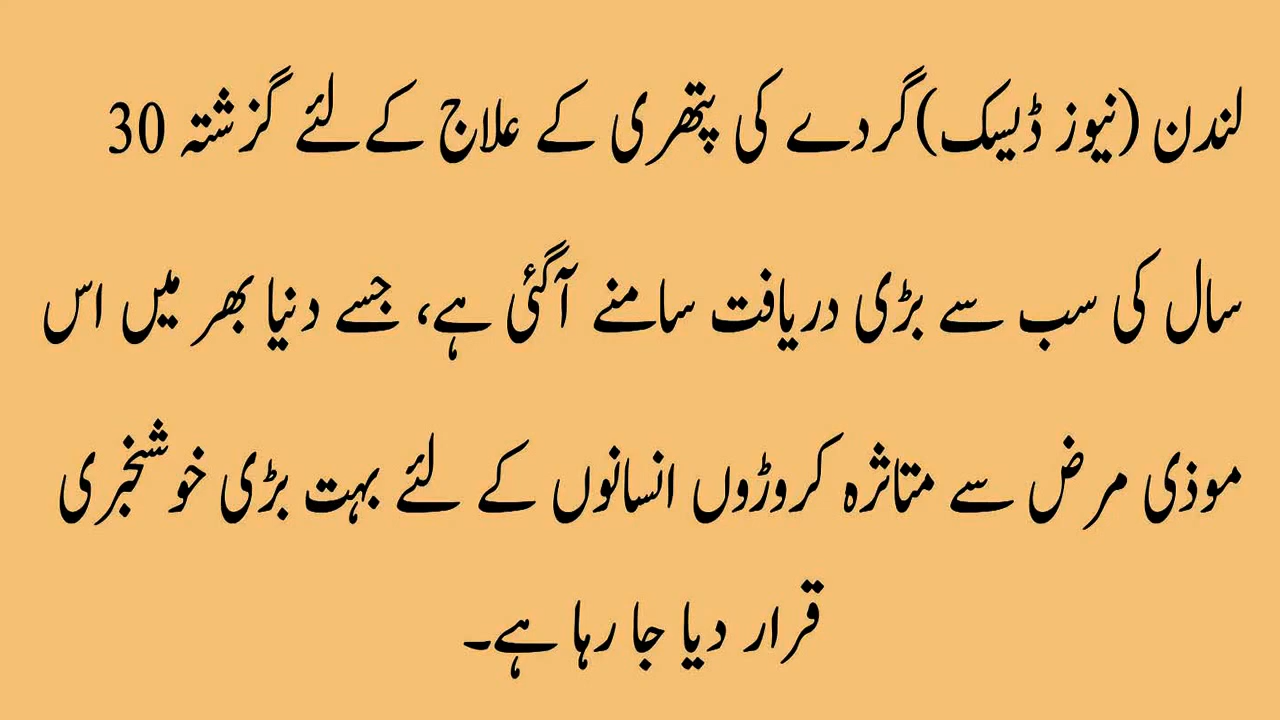 لندن (نیوز ڈیسک)گردے کی پتھری کے علاج کےلئے گزشتہ 30
سال کی سب سے بڑی دریافت سامنے آگئی ہے، جسے دنیا بھر میں اس
موذی مرض سے متاثرہ کروڑوں انسانوں کے لئے بہت بڑی خوشخبری
قرار دیا جا رہا ہے۔